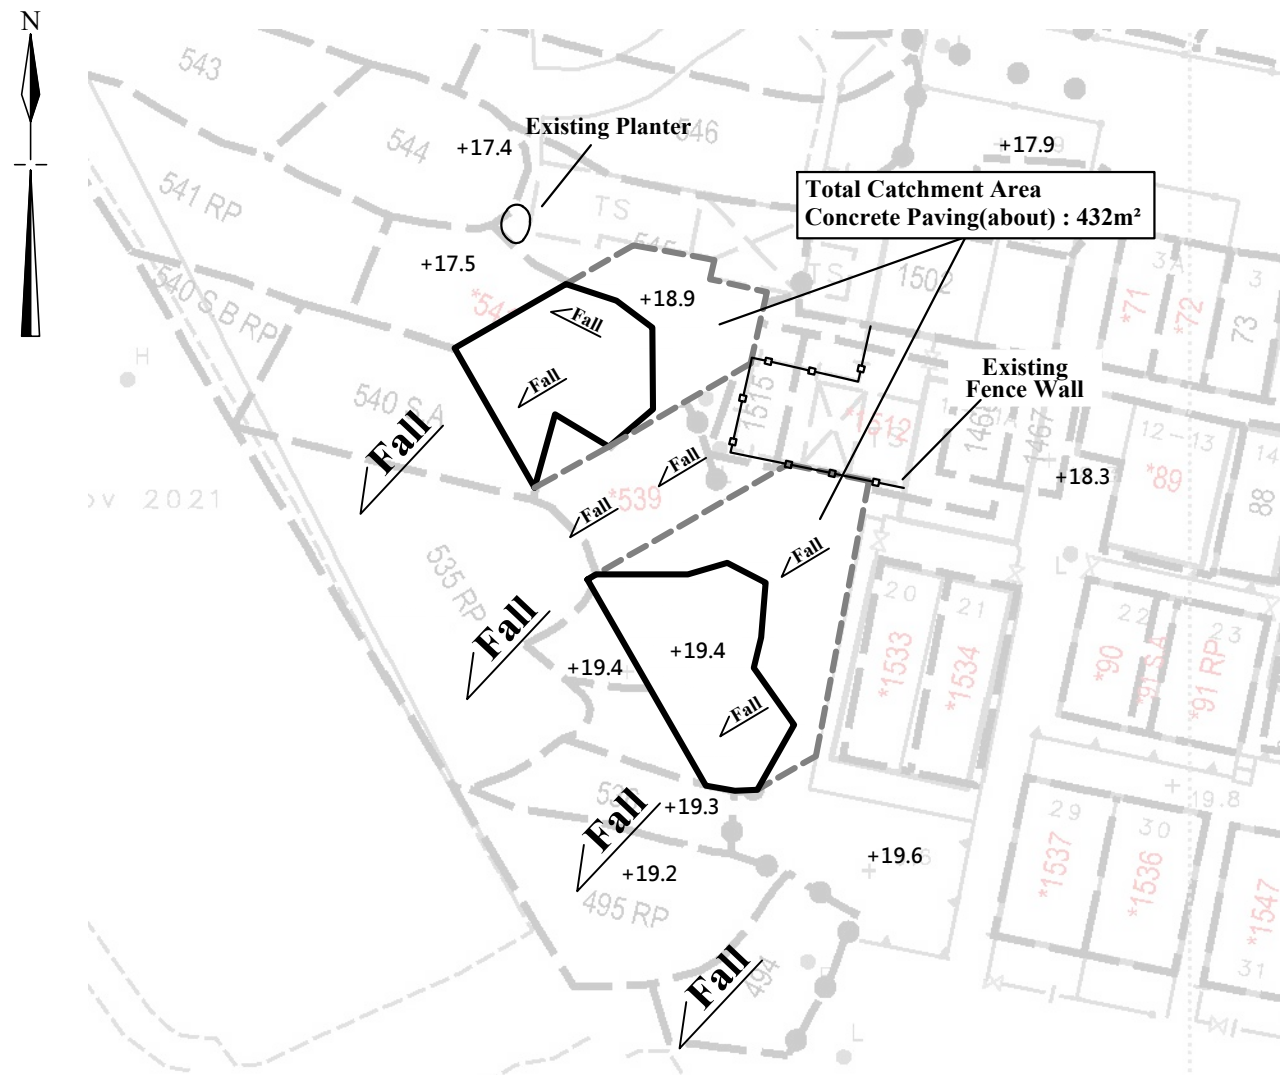 N
543
Existing Planter
546
544
+17.4
+17.9
Total Catchment Area
Concrete Paving(about) : 432m²
541 RP
TS
545
+17.5
TS
1502
3A
3
*71
*72
73
540 S.B RP
+18.9
Fall
H
Existing
Fence Wall
Fall
540 S.A
1515
*1512
1467
12-13
14
Fall
Fall
+18.3
*89
88
ov 2021
*539
Fall
Fall
L
535 RP
20
21
22
23
Fall
*1533
*1534
*90
*91 S.A
*91 RP
+19.4
+19.4
Fall
19.8
+19.3
29
30
Fall
+19.6
*1537
*1536
*1547
+19.2
495 RP
31
Fall
494
L